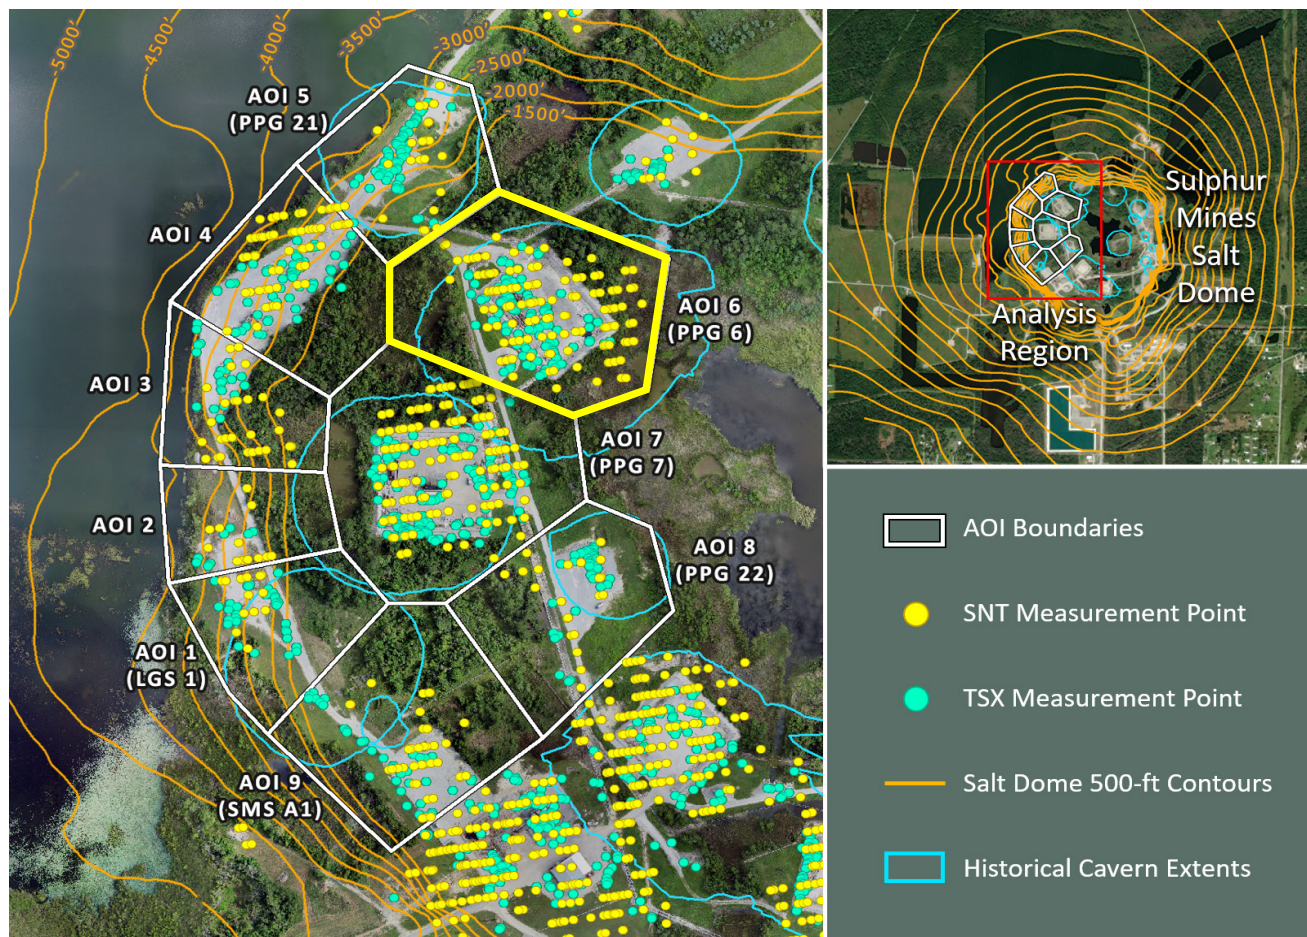 -5000'
-4500'
-4000'
-3500'
-3000'
-2500'
-2000'
-1500'
AOI 5
(PPG 21)
AOI 4
AOI 3
AOI 2
AOI 1
(LGS 1)
AOI 9
(SMS A1)
AOI 6
(PPG 6)
AOI 7
(PPG 7)
AOI 8
(PPG 22)
Sulphur
Mines
Salt
Dome
Analysis
Region
AOI Boundaries
SNT Measurement Point
TSX Measurement Point
Salt Dome 500-ft Contours
Historical Cavern Extents